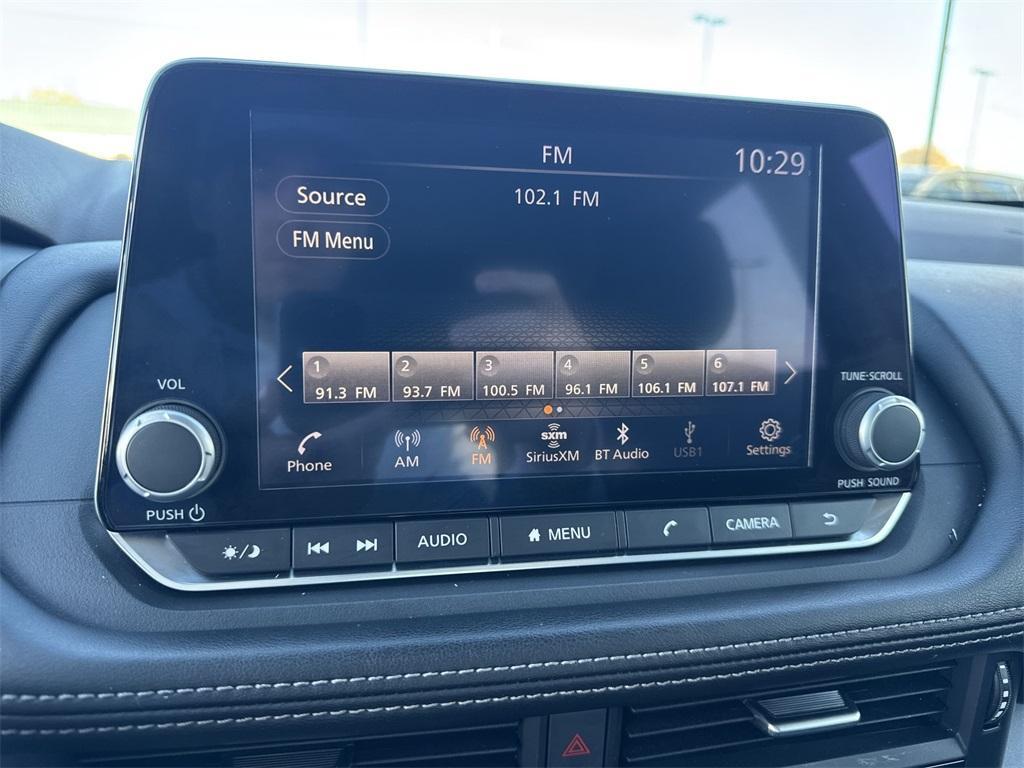 FM
10:29
Source
102.1 FM
FM Menu
1 2 3 4 5 6
91.3 FM 93.7 FM 100.5 FM 96.1 FM 106.1 FM 107.1 FM
VOL
TUNE·SCROLL
sxm
Phone AM FM SiriusXM BT Audio USB1 Settings
PUSH
PUSH SOUND
AUDIO MENU CAMERA